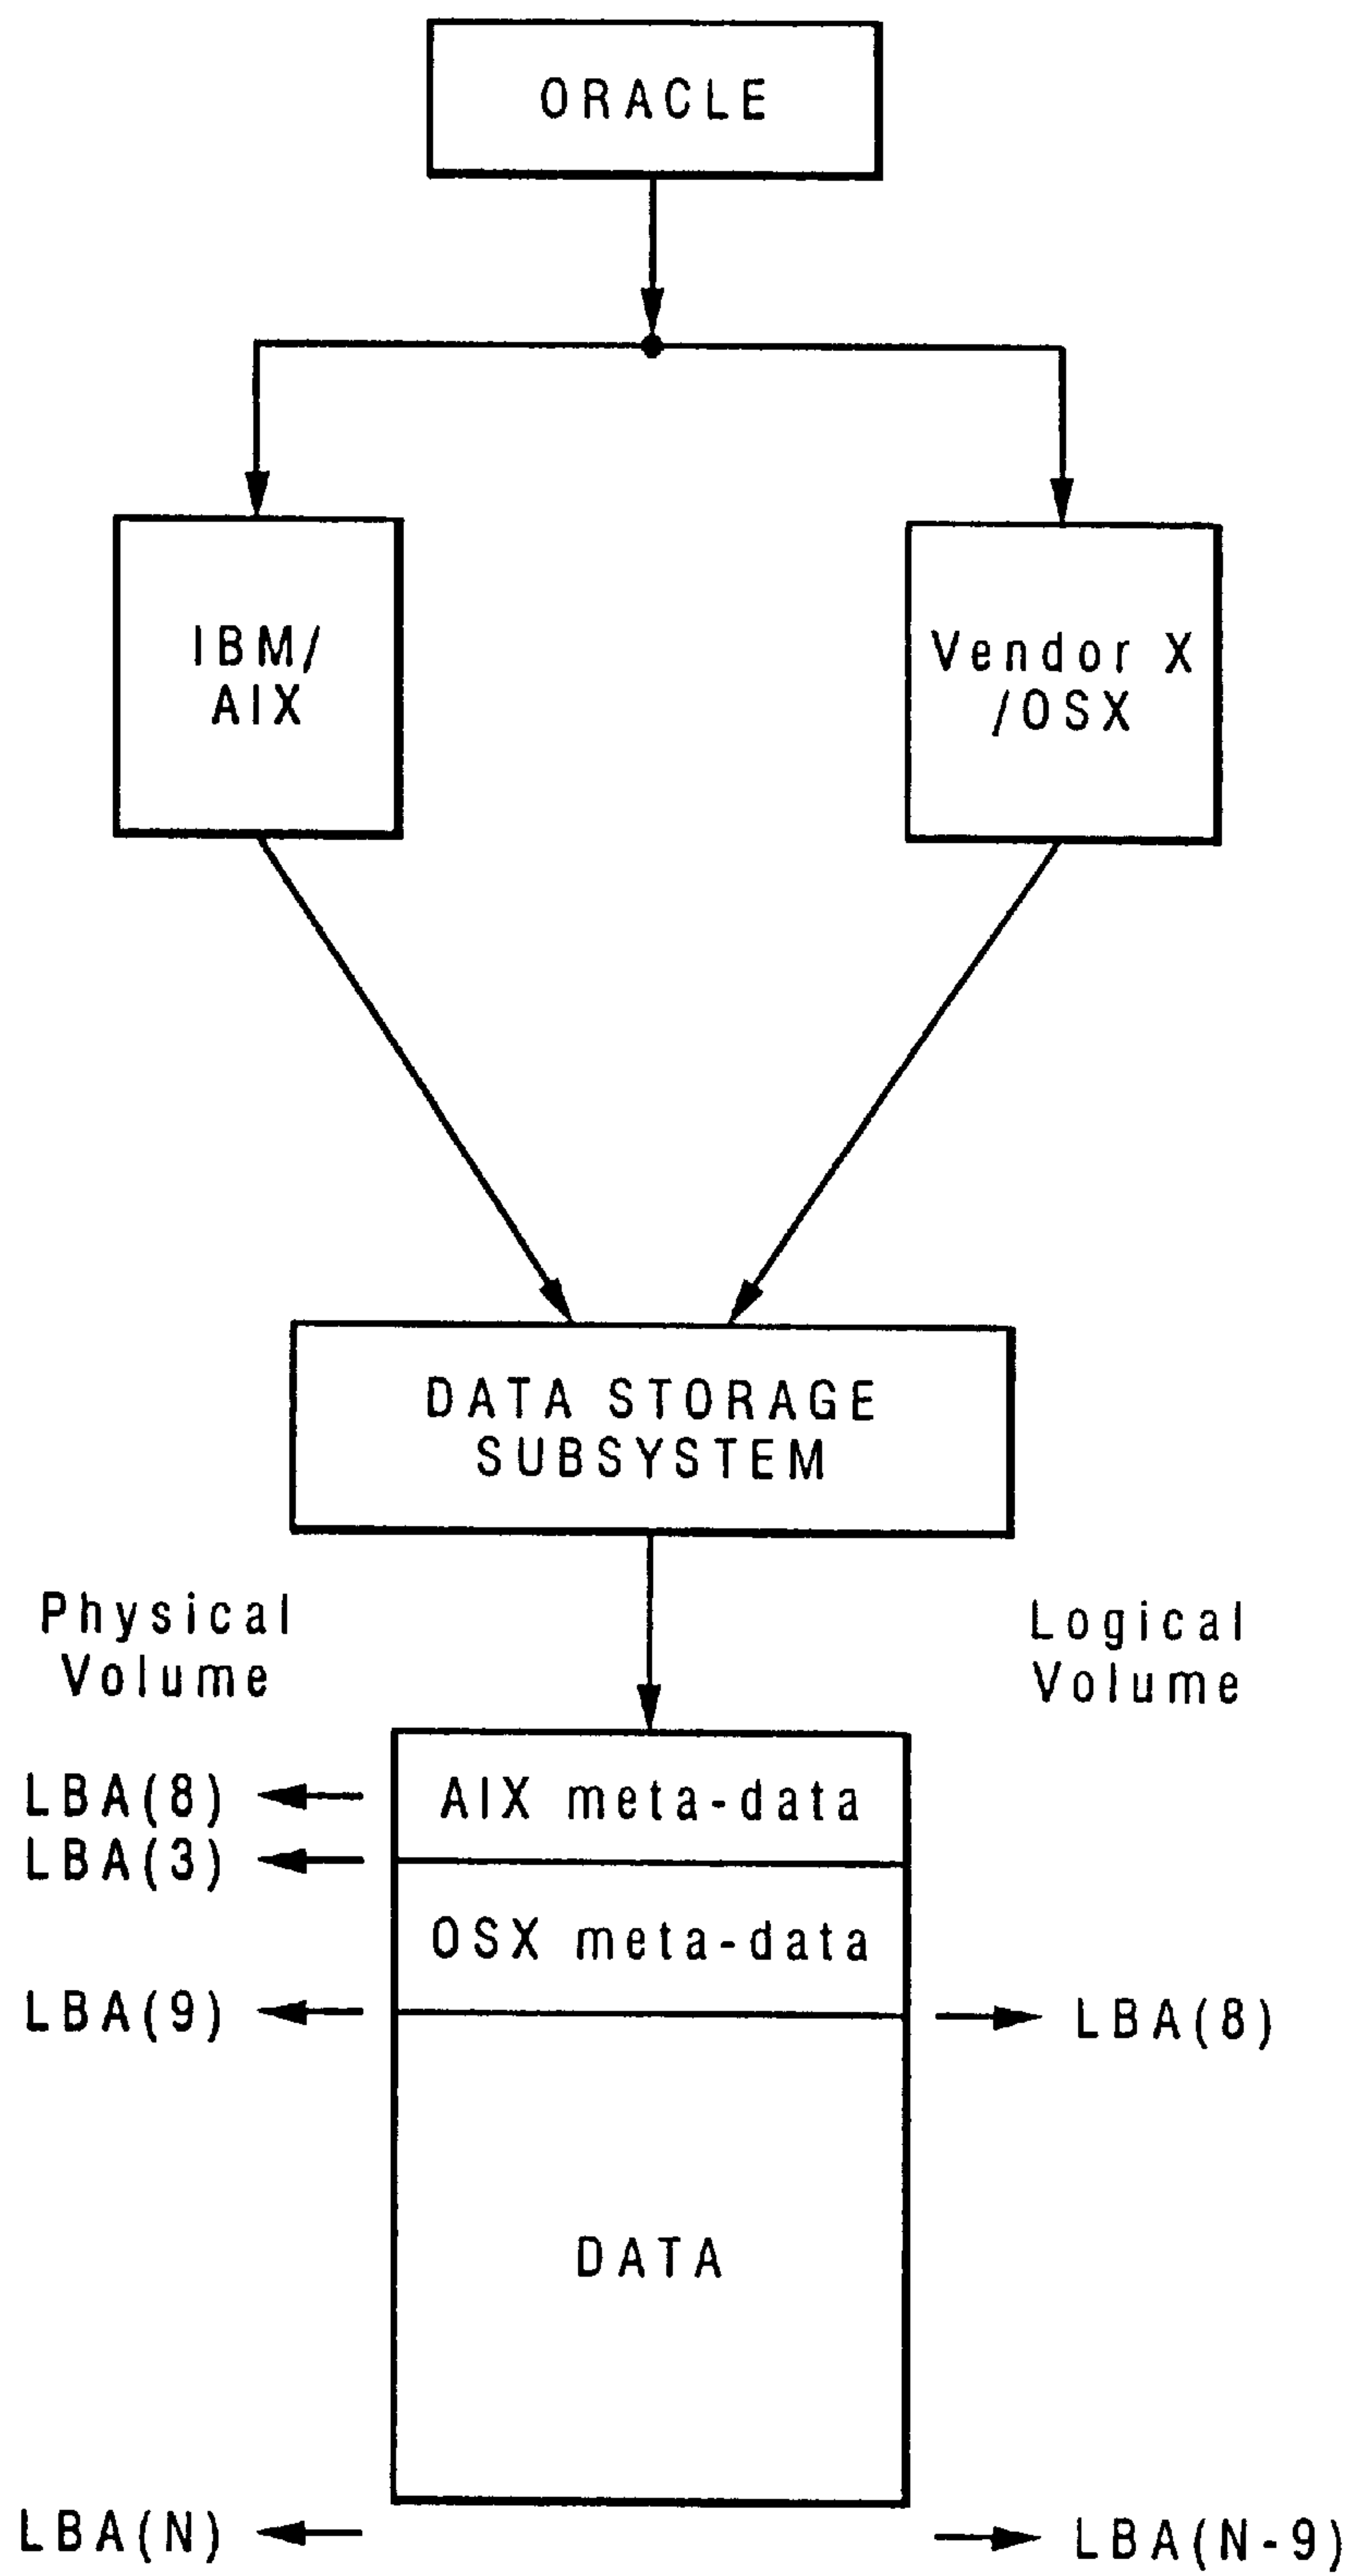 ORACLE
IBM/
AIX
Vendor X
/OSX
DATA STORAGE
SUBSYSTEM
Physical
Volume
Logical
Volume
LBA(8)
AIX meta-data
LBA(3)
OSX meta-data
LBA(9)
LBA(8)
DATA
LBA(N)
LBA(N-9)